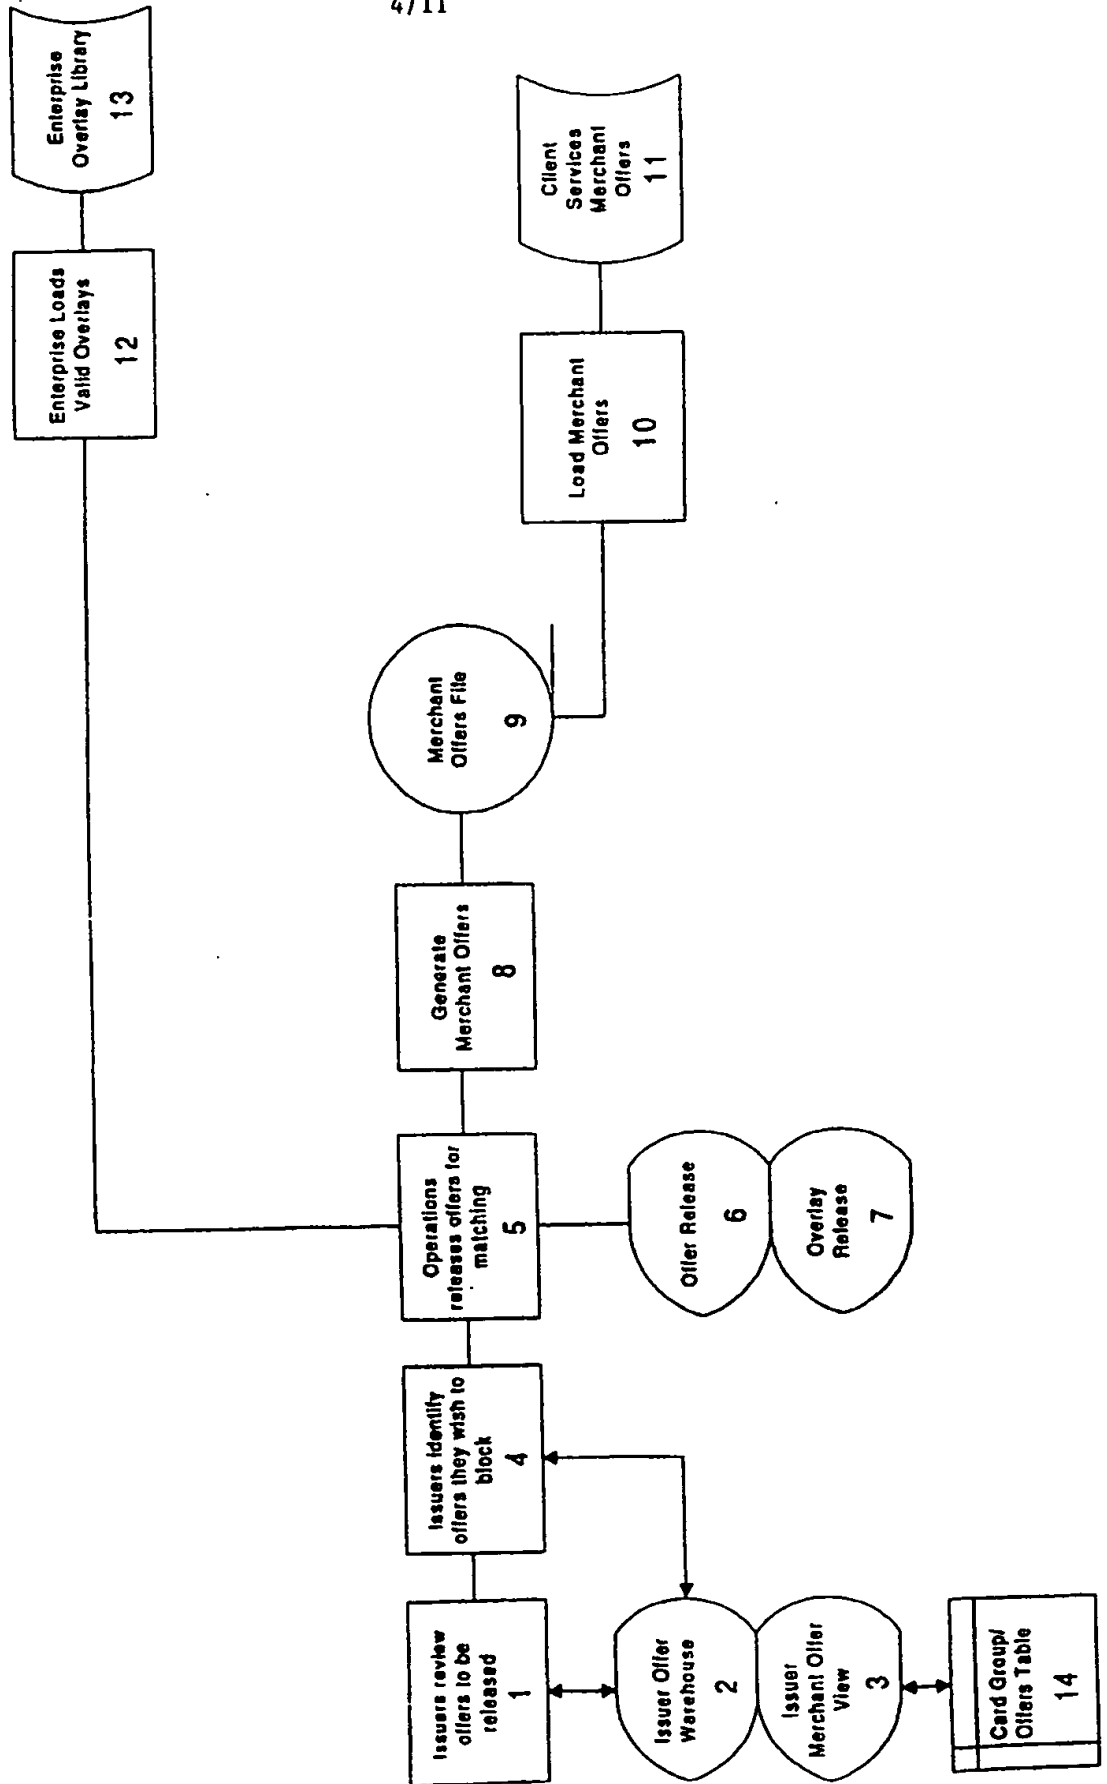 4/11
Issuers review
offers to be
released
1
Issuer Offer
Warehouse
2
Issuer
Merchant Offer
View
3
Card Group/
Offers Table
14
Issuers identify
offers they wish to
block
4
Operations
releases offers for
matching
5
Offer Release
6
Overlay
Release
7
Generate
Merchant Offers
8
Merchant
Offers File
9
Load Merchant
Offers
10
Client
Services
Merchant
Offers
11
Enterprise Loads
Valid Overlays
12
Enterprise
Overlay Library
13